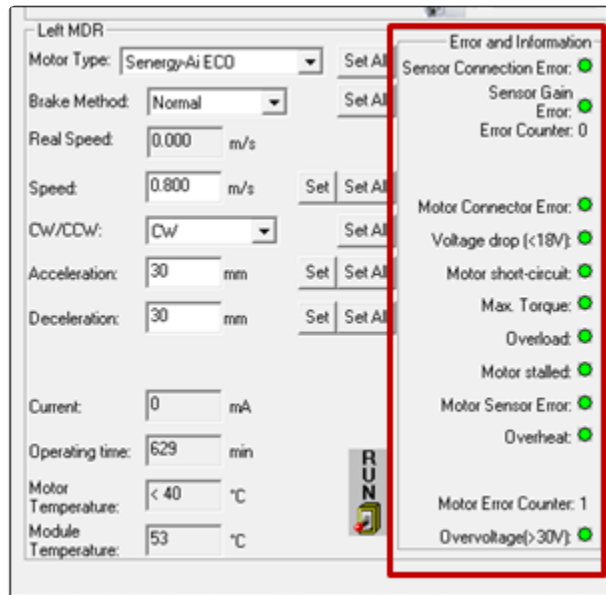 Left MDR
Motor Type: Senergy-Ai ECO Set All
Brake Method: Normal Set All
Real Speed: 0.000 m/s
Speed: 0.800 m/s Set Set All
CW/CCW: CW Set All
Acceleration: 30 mm Set Set All
Deceleration: 30 mm Set Set All
Current: 0 mA
Operating time: 629 min
Motor
Temperature: < 40 °C
Module
Temperature: 53 °C
RUN
Error and Information
Sensor Connection Error:
Sensor Gain
Error:
Error Counter: 0
Motor Connector Error:
Voltage drop (<18V):
Motor short-circuit:
Max. Torque:
Overload:
Motor stalled:
Motor Sensor Error:
Overheat:
Motor Error Counter: 1
Overvoltage(>30V):